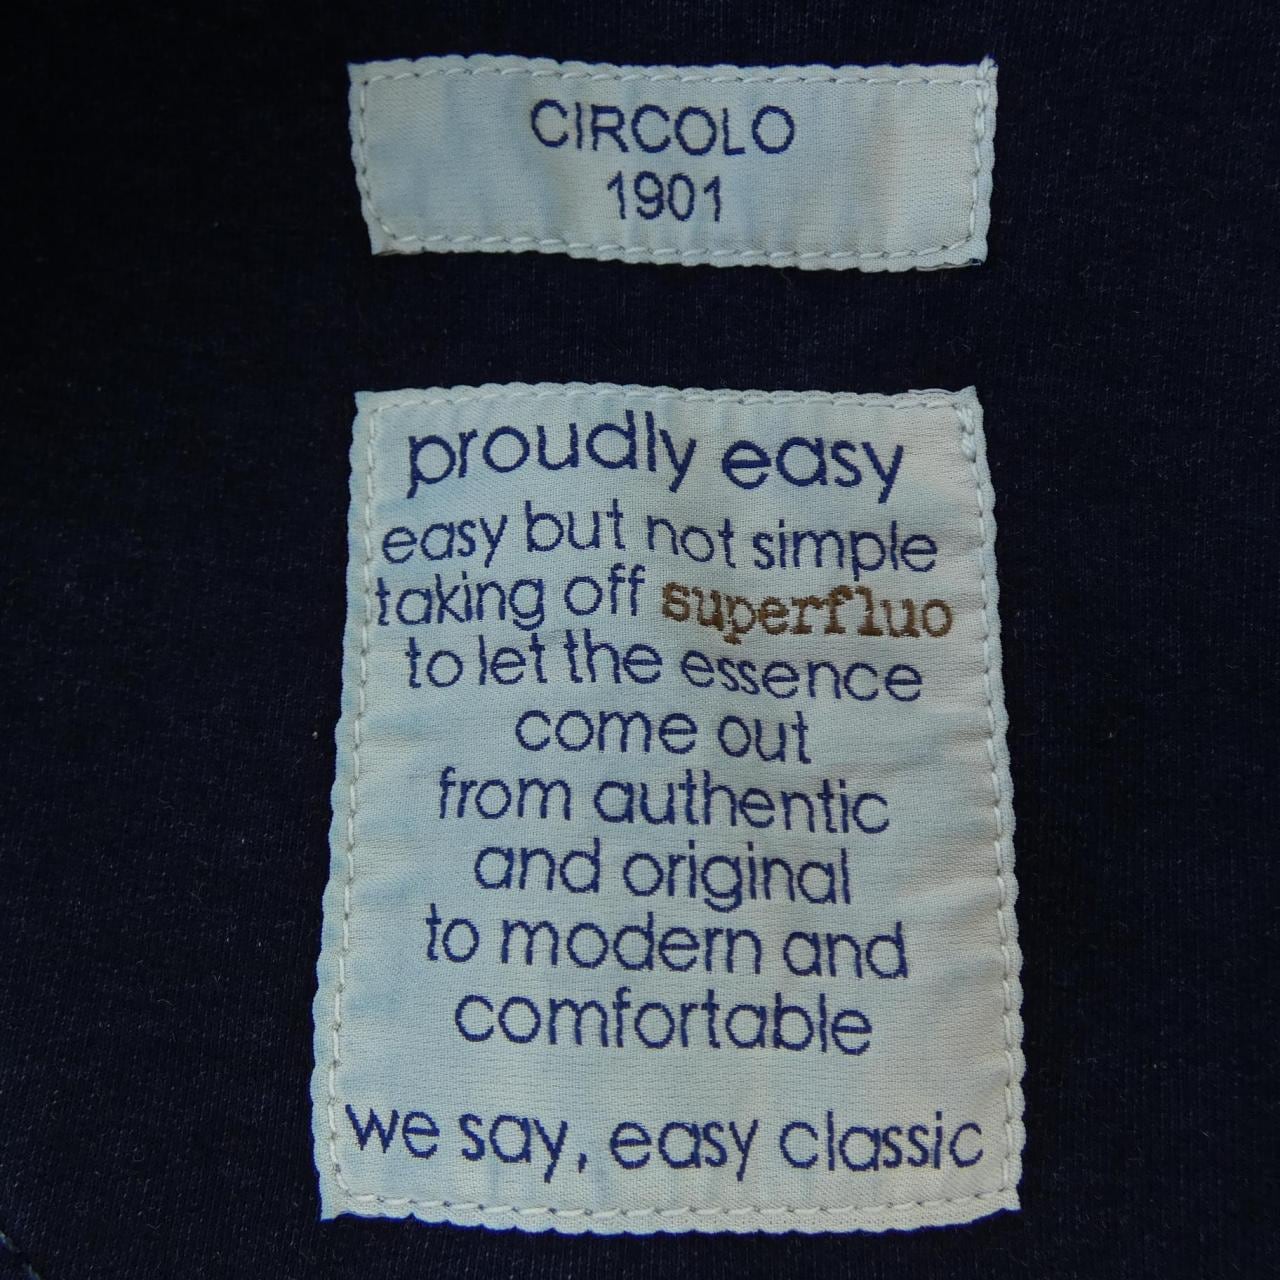 CIRCOLO
1901
proudly easy
easy but not simple
taking off superfluo
to let the essence
come out
from authentic
and original
to modern and
comfortable
we say, easy classic